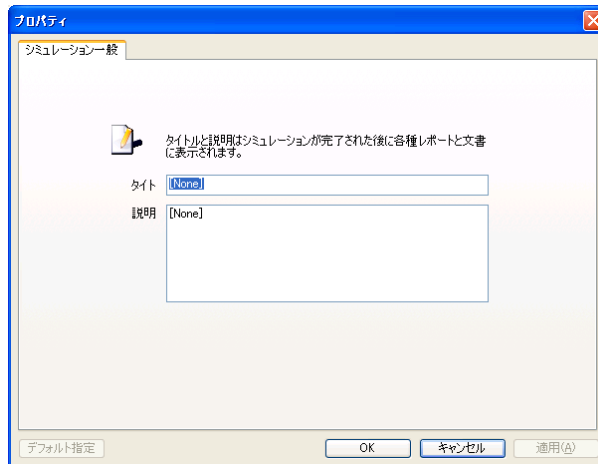 プロパティ
シミュレーション一般
タイトルと説明はシミュレーションが完了された後に各種レポートと文書
に表示されます。
タイト [None]
説明 [None]
デフォルト指定 OK キャンセル 適用(A)